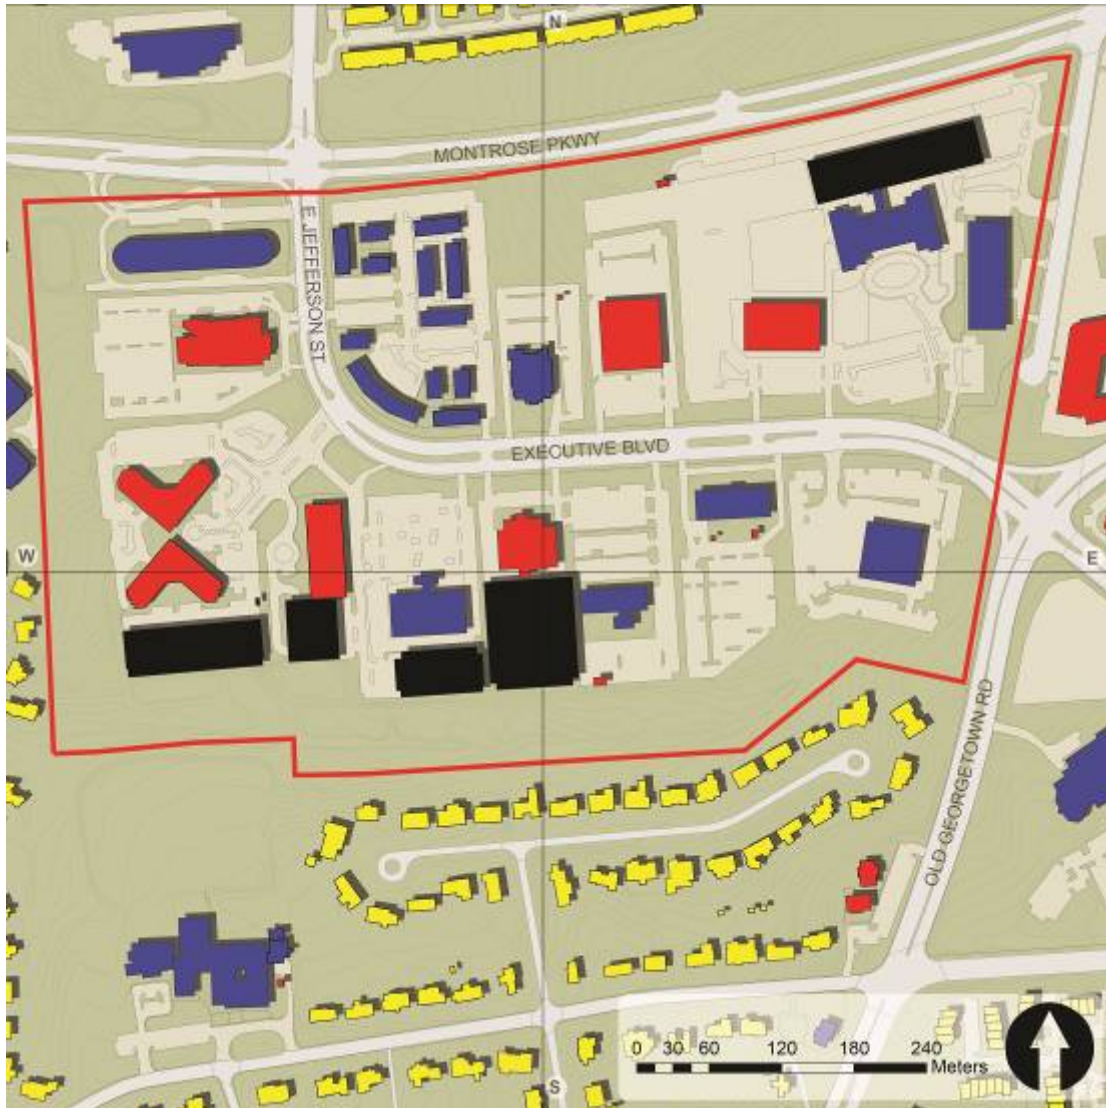 N
MONTROSE PKWY
E JEFFERSON ST
EXECUTIVE BLVD
W
E
OLD GEORGETOWN RD
0 30 60 120 180 240
Meters
S